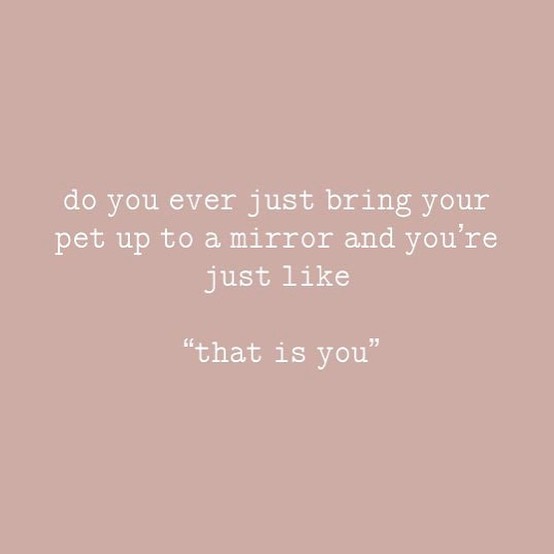 do you ever just bring your
pet up to a mirror and you’re
just like
“that is you”